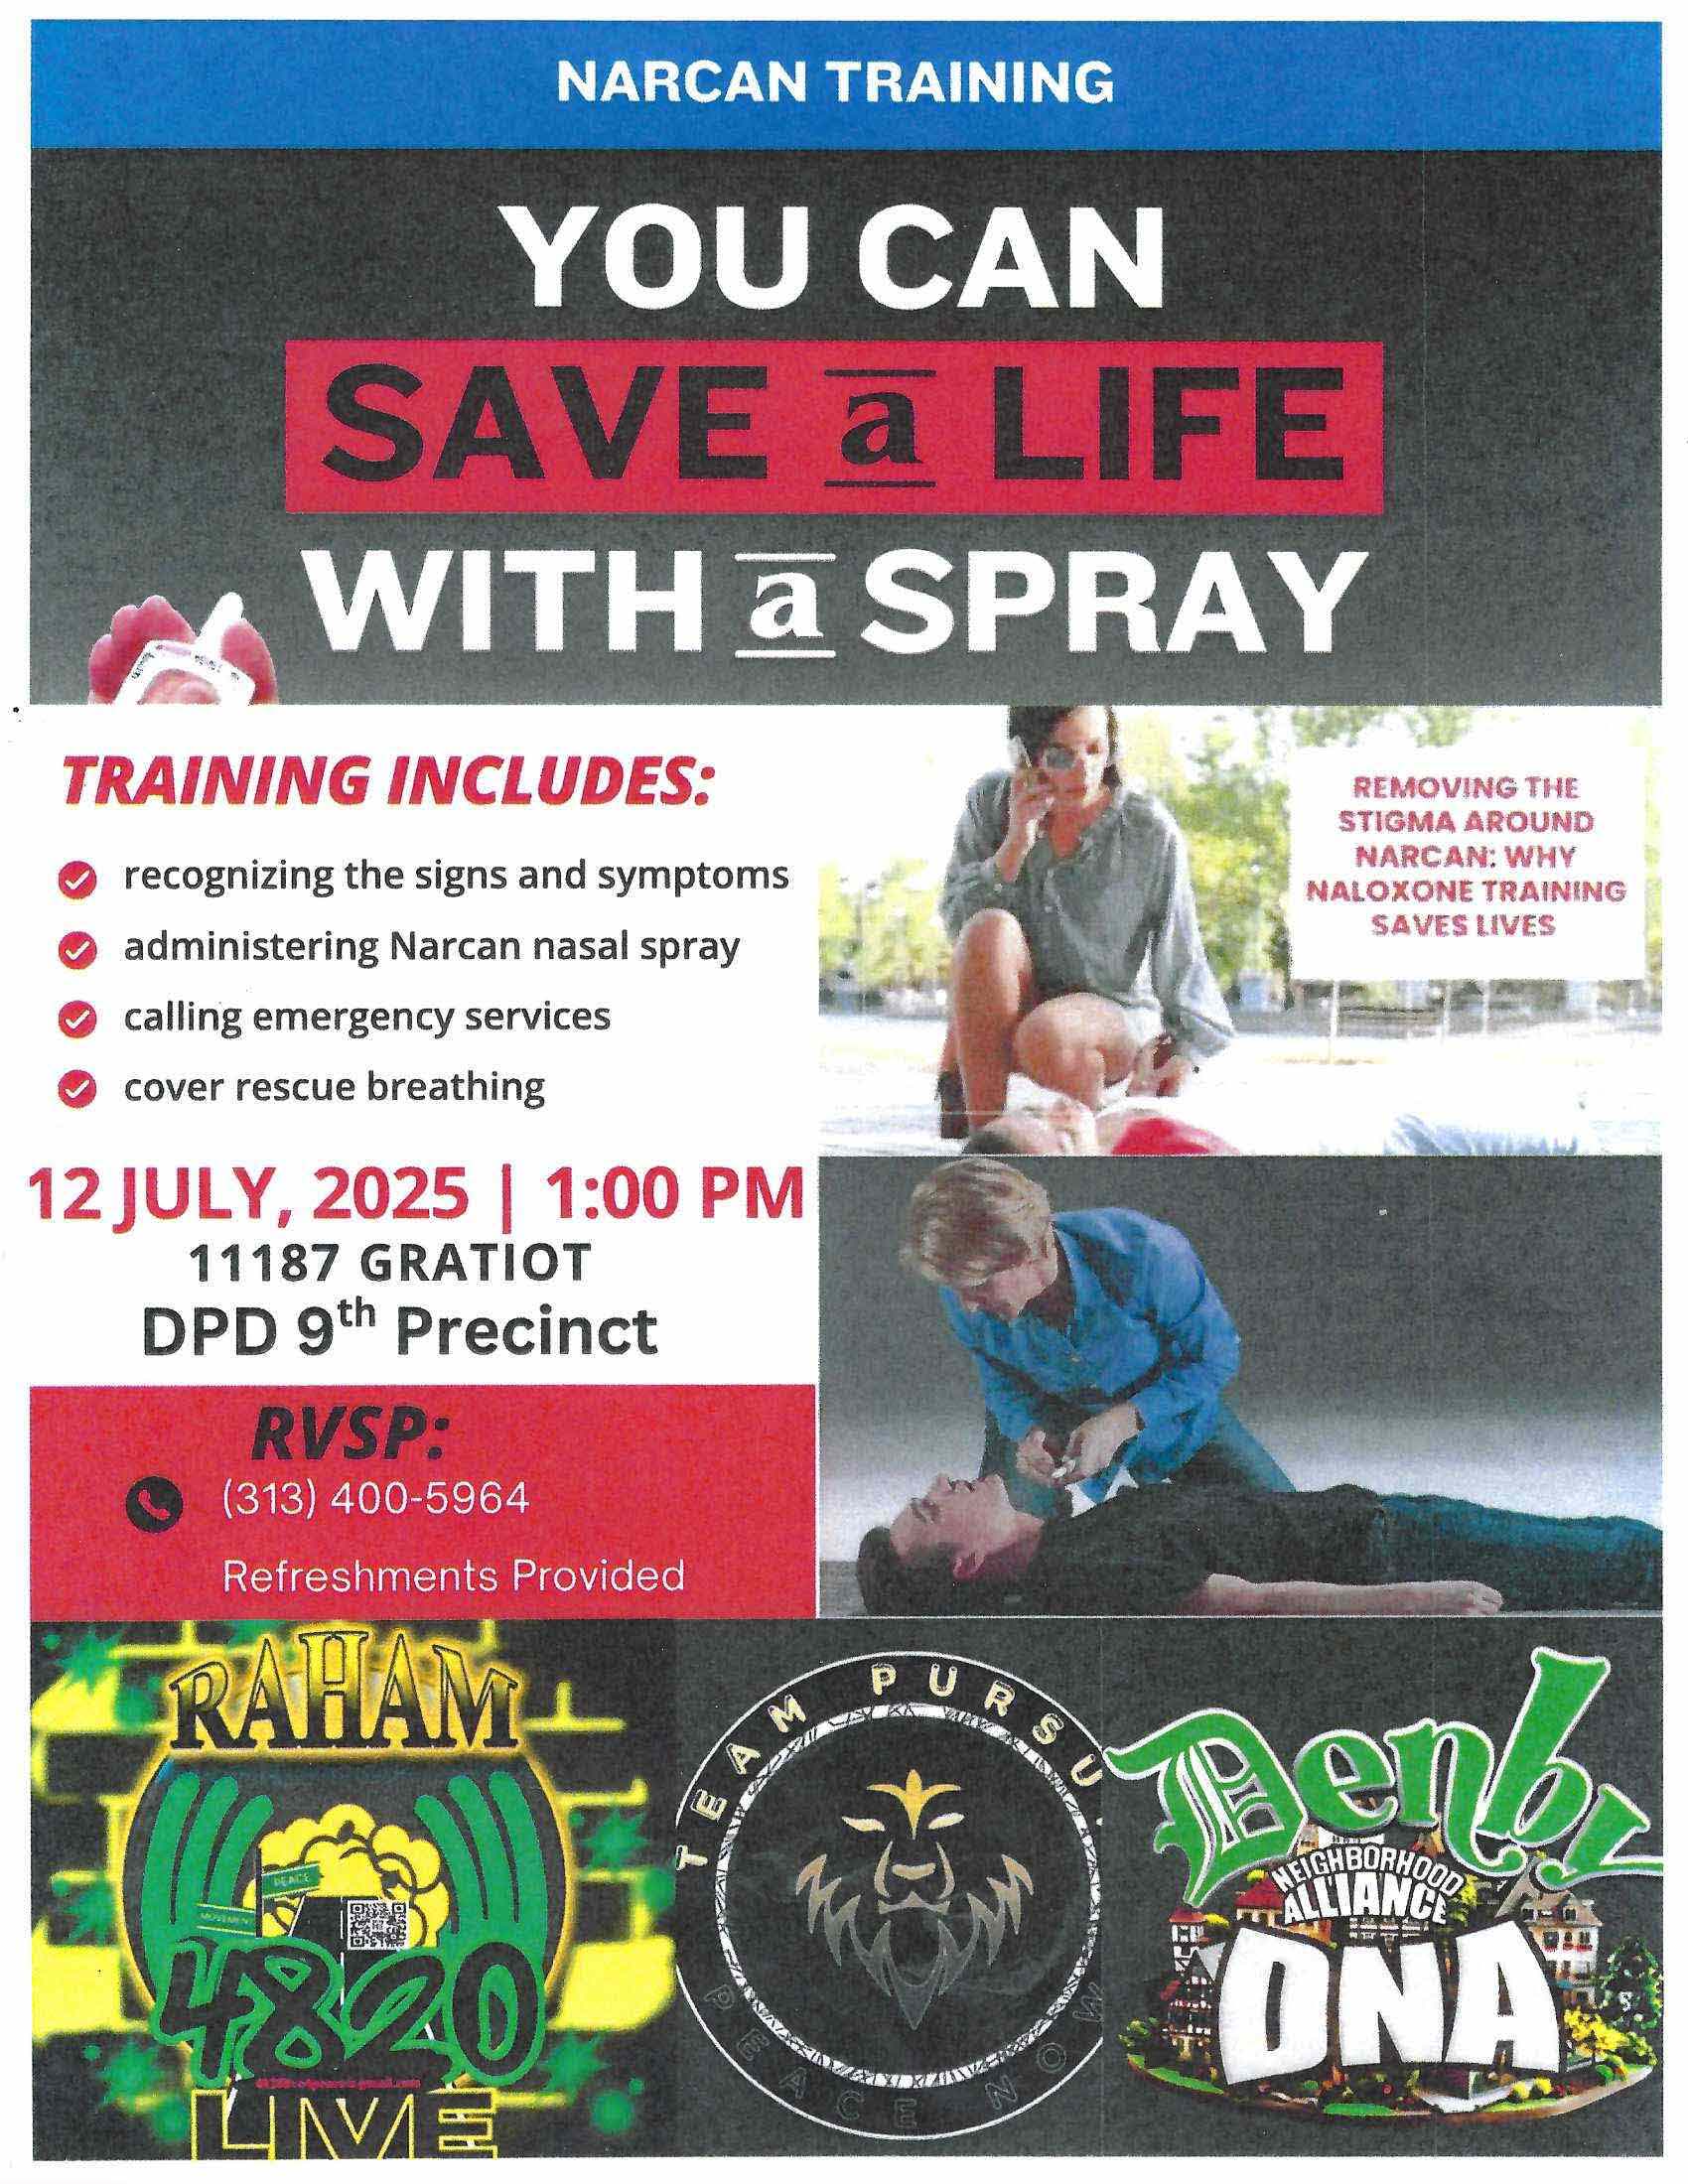 NARCAN TRAINING
YOU CAN
SAVE a LIFE
WITH a SPRAY
TRAINING INCLUDES:
recognizing the signs and symptoms
administering Narcan nasal spray
calling emergency services
cover rescue breathing
REMOVING THE
STIGMA AROUND
NARCAN: WHY
NALOXONE TRAINING
SAVES LIVES
12 JULY, 2025 | 1:00 PM
11187 GRATIOT
DPD 9th Precinct
RVSP:
(313) 400-5964
Refreshments Provided
RAHAM
PEACE
MOVEMENT
4820
LIVE
TEAM PURSU
PEACE NOW
Denby
NEIGHBORHOOD
ALLIANCE
DNA